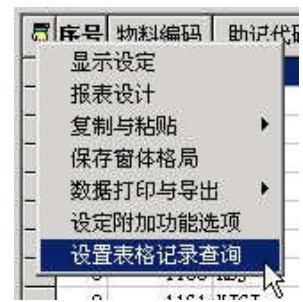 序号 物料编码 助记代码
显示设定
报表设计
复制与粘贴
保存窗体格局
数据打印与导出
设定附加功能选项
设置表格记录查询